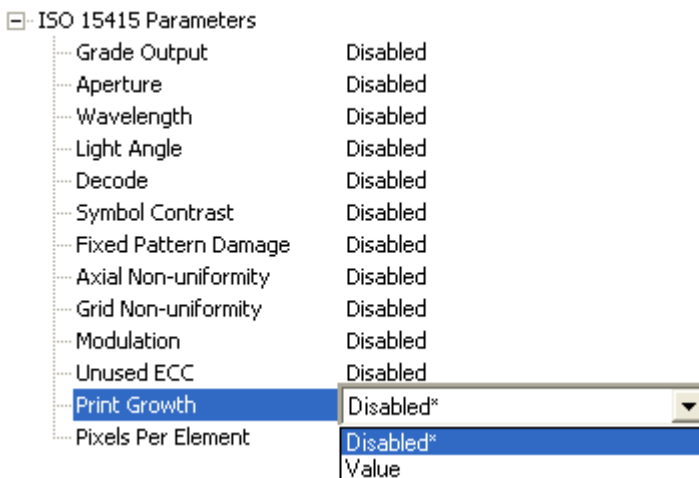 ISO 15415 Parameters
Grade Output Disabled
Aperture Disabled
Wavelength Disabled
Light Angle Disabled
Decode Disabled
Symbol Contrast Disabled
Fixed Pattern Damage Disabled
Axial Non-uniformity Disabled
Grid Non-uniformity Disabled
Modulation Disabled
Unused ECC Disabled
Print Growth Disabled*
Pixels Per Element Disabled*
Value